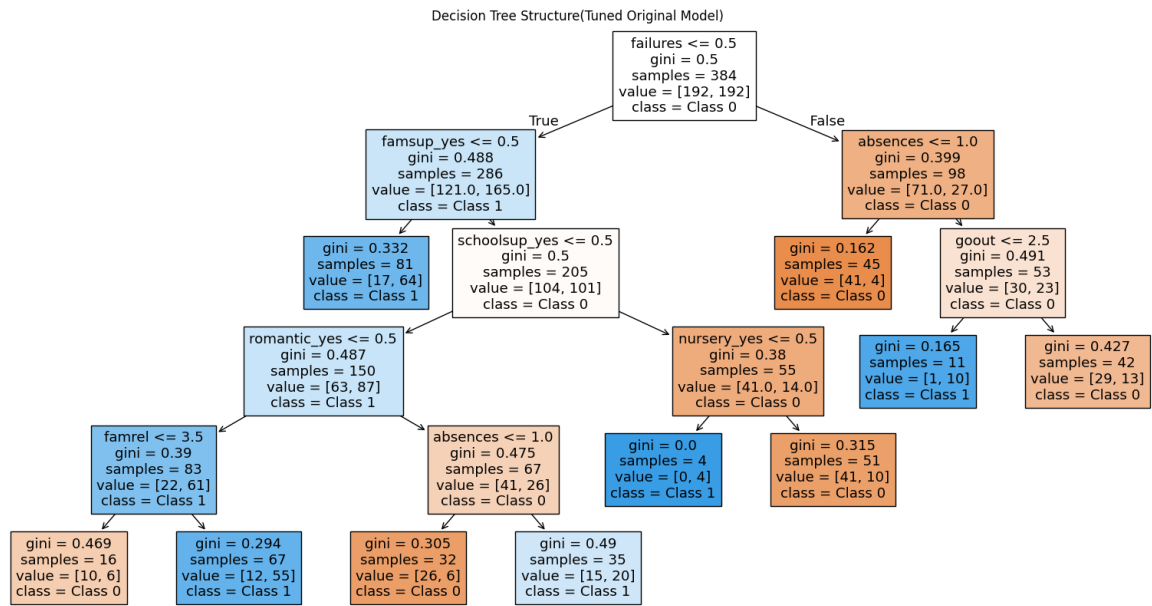 Decision Tree Structure(Tuned Original Model)
failures <= 0.5
gini = 0.5
samples = 384
value = [192, 192]
class = Class 0
True
False
famsup_yes <= 0.5
gini = 0.488
samples = 286
value = [121.0, 165.0]
class = Class 1
absences <= 1.0
gini = 0.399
samples = 98
value = [71.0, 27.0]
class = Class 0
gini = 0.332
samples = 81
value = [17, 64]
class = Class 1
schoolsup_yes <= 0.5
gini = 0.5
samples = 205
value = [104, 101]
class = Class 0
gini = 0.162
samples = 45
value = [41, 4]
class = Class 0
goout <= 2.5
gini = 0.491
samples = 53
value = [30, 23]
class = Class 0
romantic_yes <= 0.5
gini = 0.487
samples = 150
value = [63, 87]
class = Class 1
nursery_yes <= 0.5
gini = 0.38
samples = 55
value = [41.0, 14.0]
class = Class 0
gini = 0.165
samples = 11
value = [1, 10]
class = Class 1
gini = 0.427
samples = 42
value = [29, 13]
class = Class 0
famrel <= 3.5
gini = 0.39
samples = 83
value = [22, 61]
class = Class 1
absences <= 1.0
gini = 0.475
samples = 67
value = [41, 26]
class = Class 0
gini = 0.0
samples = 4
value = [0, 4]
class = Class 1
gini = 0.315
samples = 51
value = [41, 10]
class = Class 0
gini = 0.469
samples = 16
value = [10, 6]
class = Class 0
gini = 0.294
samples = 67
value = [12, 55]
class = Class 1
gini = 0.305
samples = 32
value = [26, 6]
class = Class 0
gini = 0.49
samples = 35
value = [15, 20]
class = Class 1